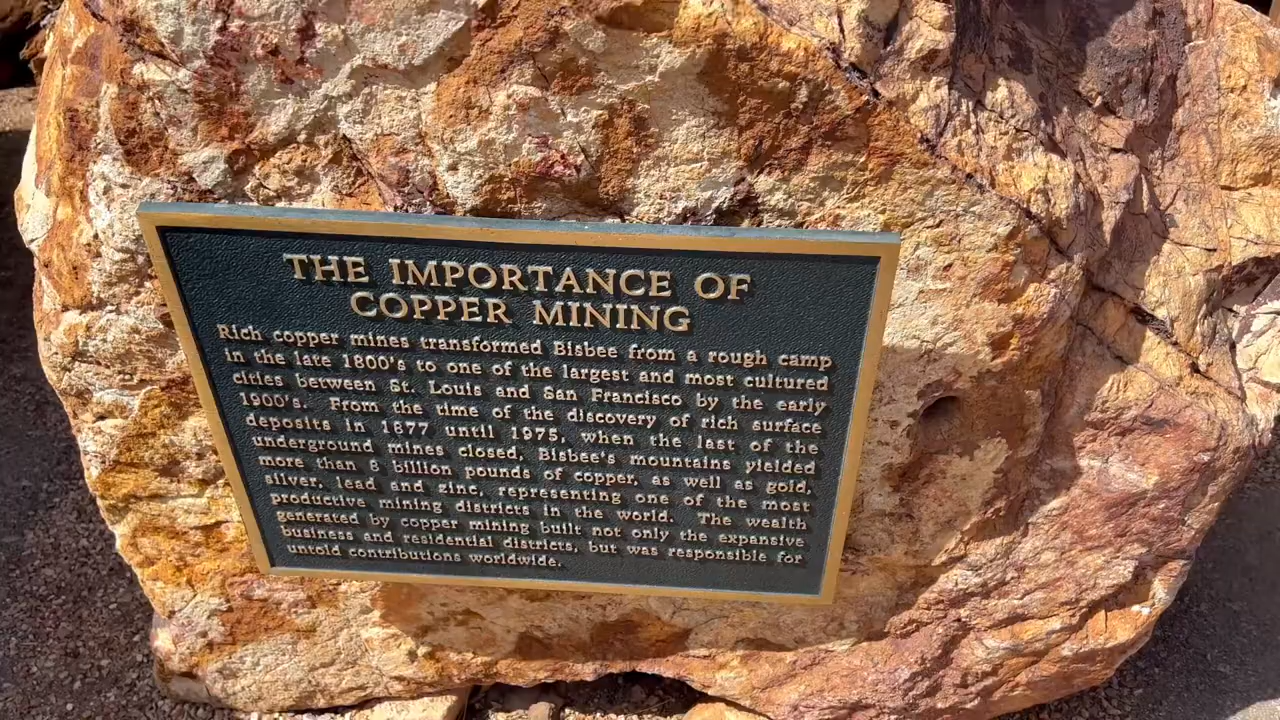 THE IMPORTANCE OF
COPPER MINING
Rich copper mines transformed Bisbee from a rough camp
in the late 1800's to one of the largest and most cultured
cities between St. Louis and San Francisco by the early
1900's. From the time of the discovery of rich surface
deposits in 1877 until 1975, when the last of the
underground mines closed, Bisbee's mountains yielded
more than 8 billion pounds of copper, as well as gold,
silver, lead and zinc, representing one of the most
productive mining districts in the world. The wealth
generated by copper mining built not only the expansive
business and residential districts, but was responsible for
untold contributions worldwide.